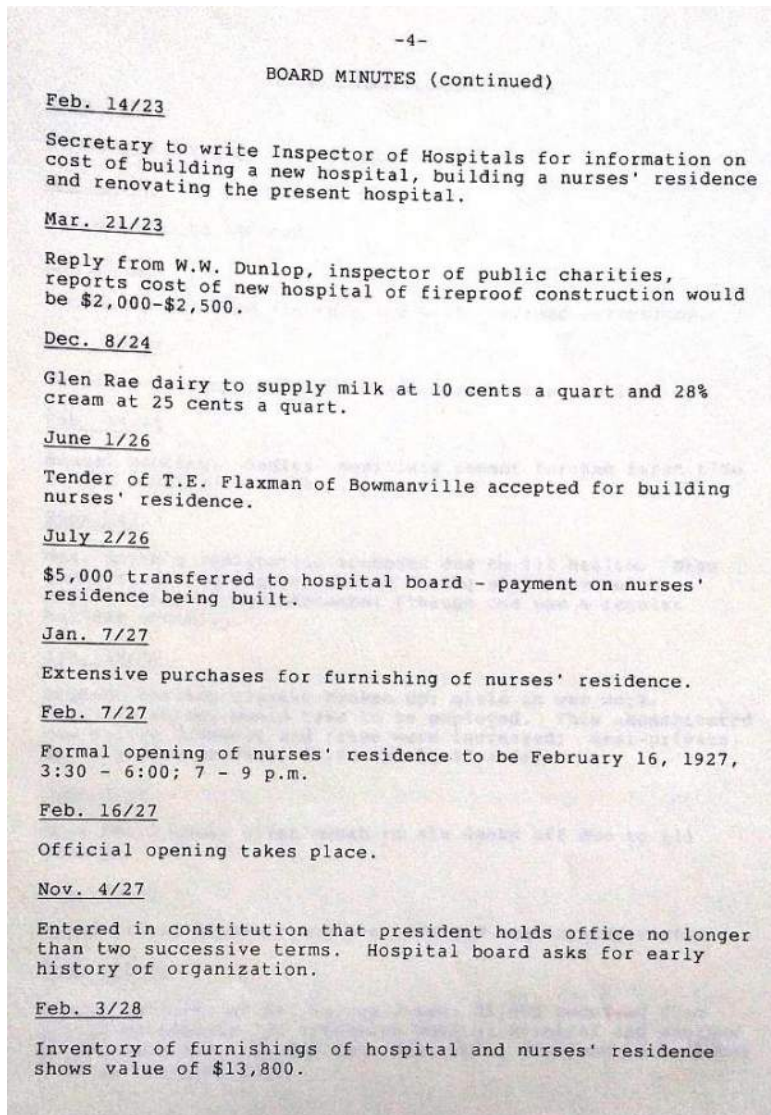 -4-
BOARD MINUTES (continued)
Feb. 14/23
Secretary to write Inspector of Hospitals for information on
cost of building a new hospital, building a nurses' residence
and renovating the present hospital.
Mar. 21/23
Reply from W.W. Dunlop, inspector of public charities,
reports cost of new hospital of fireproof construction would
be $2,000-$2,500.
Dec. 8/24
Glen Rae dairy to supply milk at 10 cents a quart and 28%
cream at 25 cents a quart.
June 1/26
Tender of T.E. Flaxman of Bowmanville accepted for building
nurses' residence.
July 2/26
$5,000 transferred to hospital board - payment on nurses'
residence being built.
Jan. 7/27
Extensive purchases for furnishing of nurses' residence.
Feb. 7/27
Formal opening of nurses' residence to be February 16, 1927,
3:30 - 6:00; 7 - 9 p.m.
Feb. 16/27
Official opening takes place.
Nov. 4/27
Entered in constitution that president holds office no longer
than two successive terms.  Hospital board asks for early
history of organization.
Feb. 3/28
Inventory of furnishings of hospital and nurses' residence
shows value of $13,800.